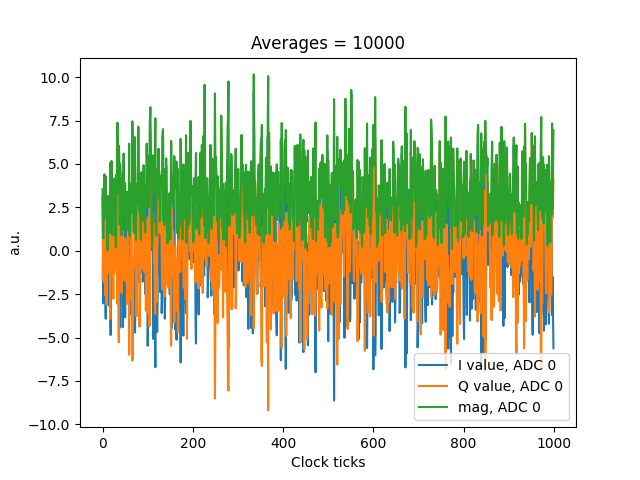 Averages = 10000
10.0
7.5
5.0
2.5
0.0
−2.5
−5.0
−7.5
−10.0
a.u.
I value, ADC 0
Q value, ADC 0
mag, ADC 0
0 200 400 600 800 1000
Clock ticks